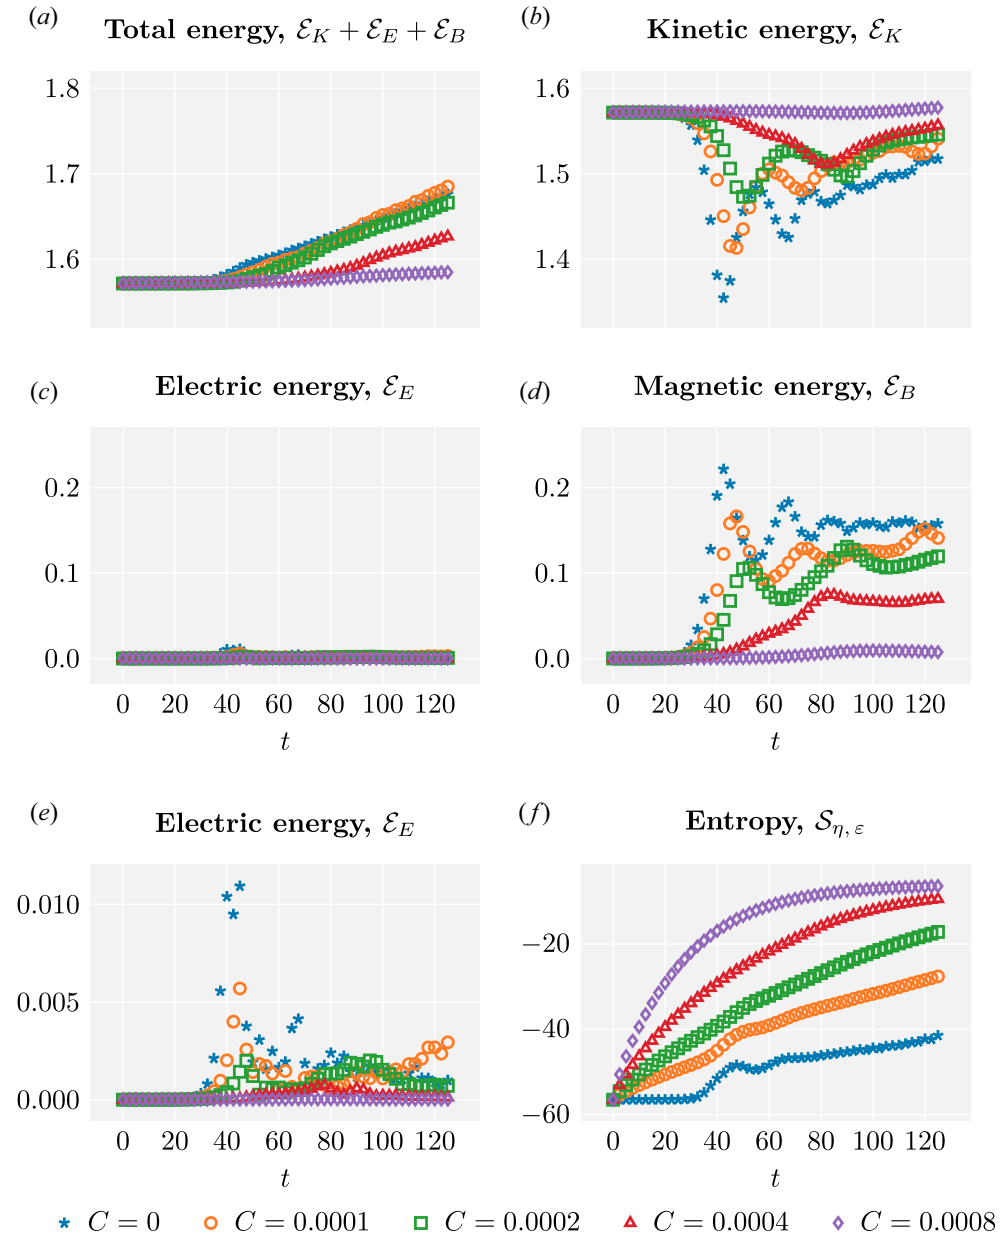 (a)
Total energy, ℰ_K + ℰ_E + ℰ_B
1.8
1.7
1.6
(b)
Kinetic energy, ℰ_K
1.6
1.5
1.4
(c)
Electric energy, ℰ_E
0.2
0.1
0.0
0 20 40 60 80 100 120
t
(d)
Magnetic energy, ℰ_B
0.2
0.1
0.0
0 20 40 60 80 100 120
t
(e)
Electric energy, ℰ_E
0.010
0.005
0.000
0 20 40 60 80 100 120
t
(f)
Entropy, 𝒮_{η, ε}
−20
−40
−60
0 20 40 60 80 100 120
t
C = 0 C = 0.0001 C = 0.0002 C = 0.0004 C = 0.0008